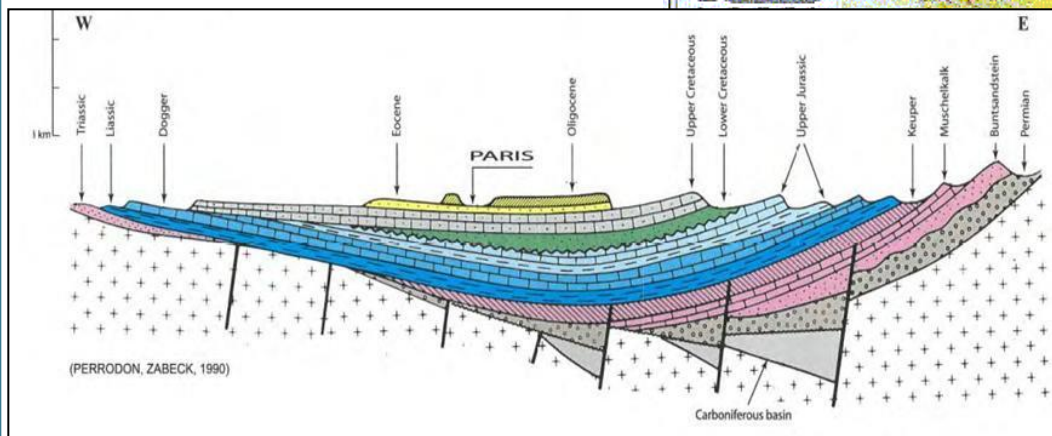 W
E
1 km
Triassic
Liassic
Dogger
Eocene
PARIS
Oligocene
Upper Cretaceous
Lower Cretaceous
Upper Jurassic
Keuper
Muschelkalk
Buntsandstein
Permian
(PERRODON, ZABECK, 1990)
Carboniferous basin